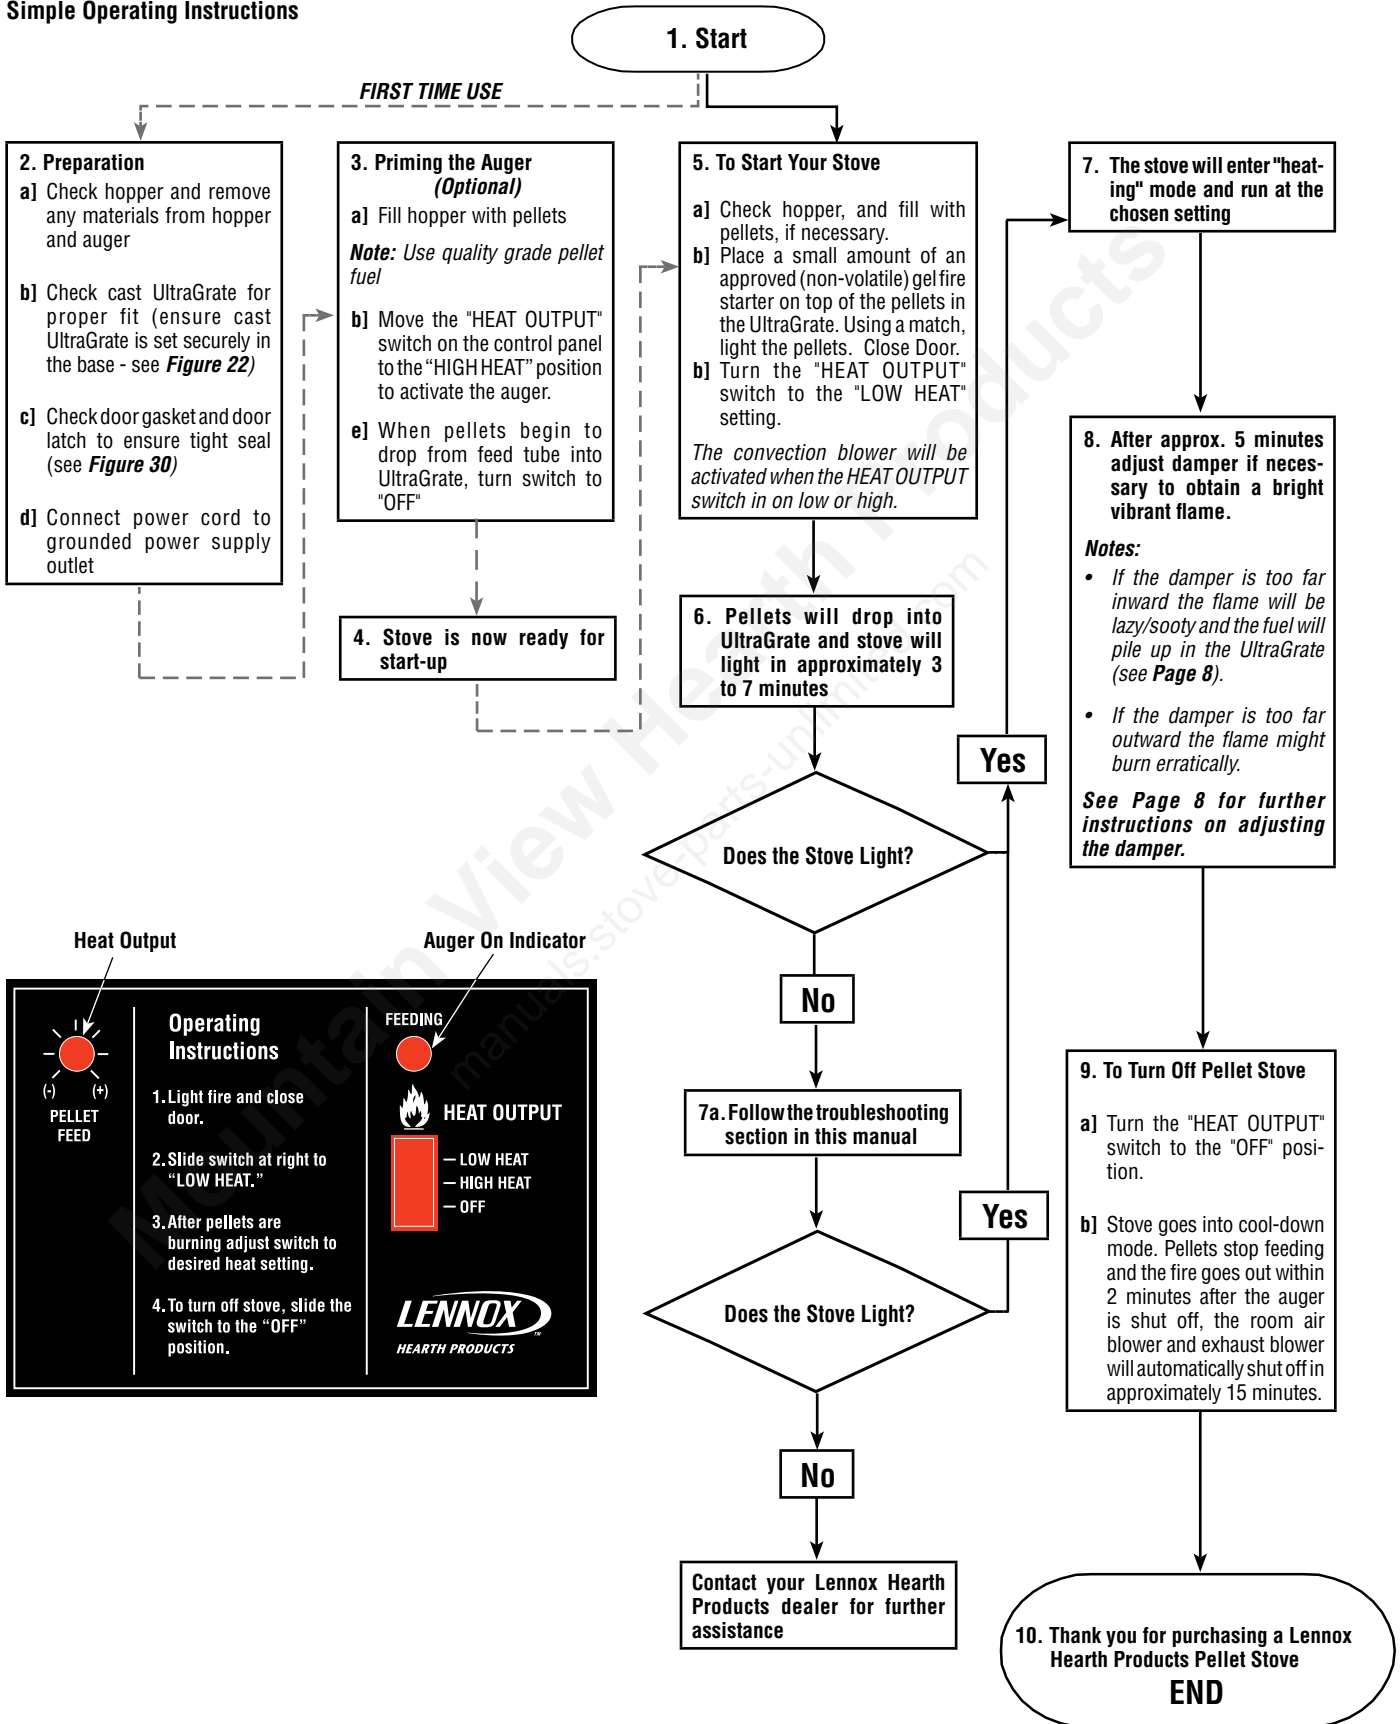 Simple Operating Instructions
1. Start
FIRST TIME USE
2. Preparation
a] Check hopper and remove
any materials from hopper
and auger
b] Check cast UltraGrate for
proper fit (ensure cast
UltraGrate is set securely in
the base - see Figure 22)
c] Check door gasket and door
latch to ensure tight seal
(see Figure 30)
d] Connect power cord to
grounded power supply
outlet
3. Priming the Auger
(Optional)
a] Fill hopper with pellets
Note: Use quality grade pellet
fuel
b] Move the "HEAT OUTPUT"
switch on the control panel
to the “HIGH HEAT” position
to activate the auger.
e] When pellets begin to
drop from feed tube into
UltraGrate, turn switch to
"OFF"
4. Stove is now ready for
start-up
5. To Start Your Stove
a] Check hopper, and fill with
pellets, if necessary.
b] Place a small amount of an
approved (non-volatile) gel fire
starter on top of the pellets in
the UltraGrate. Using a match,
light the pellets. Close Door.
b] Turn the "HEAT OUTPUT"
switch to the "LOW HEAT"
setting.
The convection blower will be
activated when the HEAT OUTPUT
switch in on low or high.
6. Pellets will drop into
UltraGrate and stove will
light in approximately 3
to 7 minutes
Does the Stove Light?
Yes
No
7a. Follow the troubleshooting
section in this manual
Does the Stove Light?
Yes
No
Contact your Lennox Hearth
Products dealer for further
assistance
7. The stove will enter "heat-
ing" mode and run at the
chosen setting
8. After approx. 5 minutes
adjust damper if neces-
sary to obtain a bright
vibrant flame.
Notes:
• If the damper is too far
inward the flame will be
lazy/sooty and the fuel will
pile up in the UltraGrate
(see Page 8).
• If the damper is too far
outward the flame might
burn erratically.
See Page 8 for further
instructions on adjusting
the damper.
9. To Turn Off Pellet Stove
a] Turn the "HEAT OUTPUT"
switch to the "OFF" posi-
tion.
b] Stove goes into cool-down
mode. Pellets stop feeding
and the fire goes out within
2 minutes after the auger
is shut off, the room air
blower and exhaust blower
will automatically shut off in
approximately 15 minutes.
10. Thank you for purchasing a Lennox
Hearth Products Pellet Stove
END
Heat Output
Auger On Indicator
(-) (+)
PELLET
FEED
Operating
Instructions
1. Light fire and close
door.
2. Slide switch at right to
“LOW HEAT.”
3. After pellets are
burning adjust switch to
desired heat setting.
4. To turn off stove, slide the
switch to the “OFF”
position.
FEEDING
HEAT OUTPUT
— LOW HEAT
— HIGH HEAT
— OFF
LENNOX
TM
HEARTH PRODUCTS
Mountain View Hearth Products
manuals.stove-parts-unlimited.com